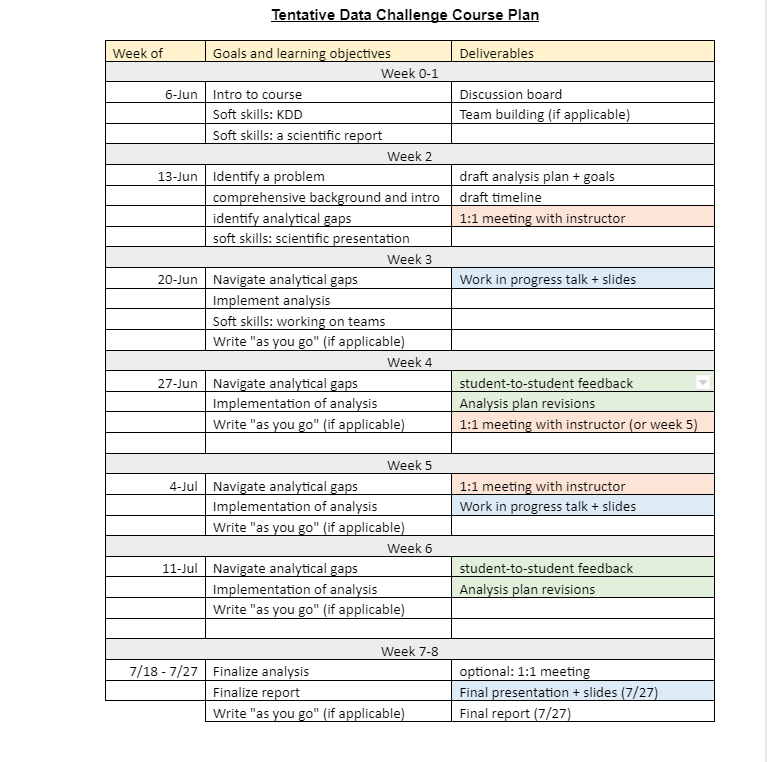 Tentative Data Challenge Course Plan
Week of Goals and learning objectives Deliverables
Week 0-1
6-Jun Intro to course Discussion board
Soft skills: KDD Team building (if applicable)
Soft skills: a scientific report
Week 2
13-Jun Identify a problem draft analysis plan + goals
comprehensive background and intro draft timeline
identify analytical gaps 1:1 meeting with instructor
soft skills: scientific presentation
Week 3
20-Jun Navigate analytical gaps Work in progress talk + slides
Implement analysis
Soft skills: working on teams
Write "as you go" (if applicable)
Week 4
27-Jun Navigate analytical gaps student-to-student feedback
Implementation of analysis Analysis plan revisions
Write "as you go" (if applicable) 1:1 meeting with instructor (or week 5)
Week 5
4-Jul Navigate analytical gaps 1:1 meeting with instructor
Implementation of analysis Work in progress talk + slides
Write "as you go" (if applicable)
Week 6
11-Jul Navigate analytical gaps student-to-student feedback
Implementation of analysis Analysis plan revisions
Write "as you go" (if applicable)
Week 7-8
7/18 - 7/27 Finalize analysis optional: 1:1 meeting
Finalize report Final presentation + slides (7/27)
Write "as you go" (if applicable) Final report (7/27)